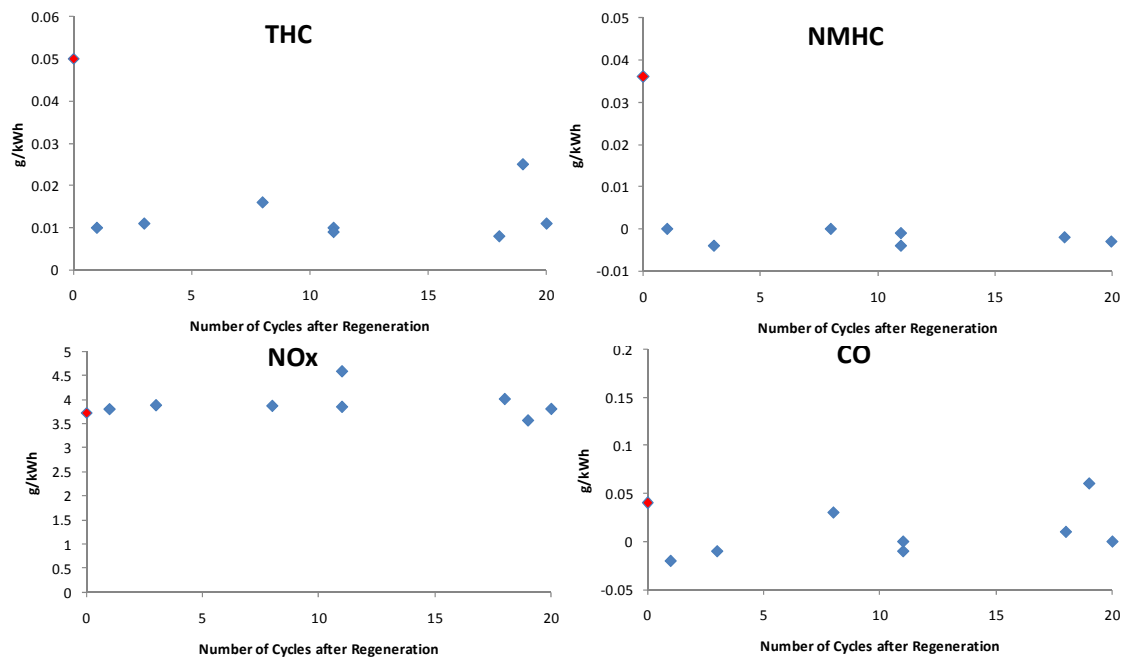 THC
0.06
0.05
0.04
0.03
0.02
0.01
0
g/kWh
0 5 10 15 20
Number of Cycles after Regeneration
NMHC
0.05
0.04
0.03
0.02
0.01
0
-0.01
g/kWh
0 5 10 15 20
Number of Cycles after Regeneration
NOx
5
4.5
4
3.5
3
2.5
2
1.5
1
0.5
0
g/kWh
0 5 10 15 20
Number of Cycles after Regeneration
CO
0.2
0.15
0.1
0.05
0
-0.05
g/kWh
0 5 10 15 20
Number of Cycles after Regeneration